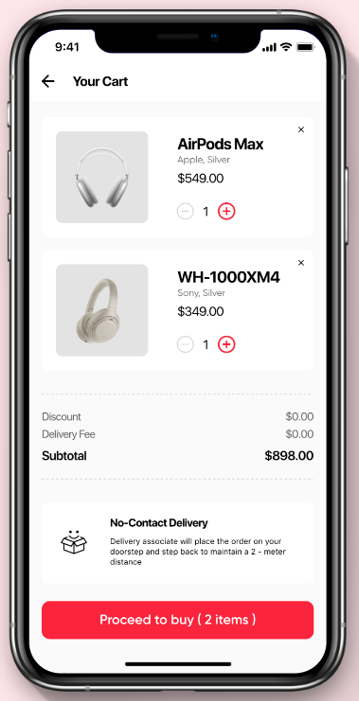 9:41
Your Cart
AirPods Max
Apple, Silver
$549.00
1
WH-1000XM4
Sony, Silver
$349.00
1
Discount $0.00
Delivery Fee $0.00
Subtotal $898.00
No-Contact Delivery
Delivery associate will place the order on your
doorstep and step back to maintain a 2 - meter
distance
Proceed to buy ( 2 items )